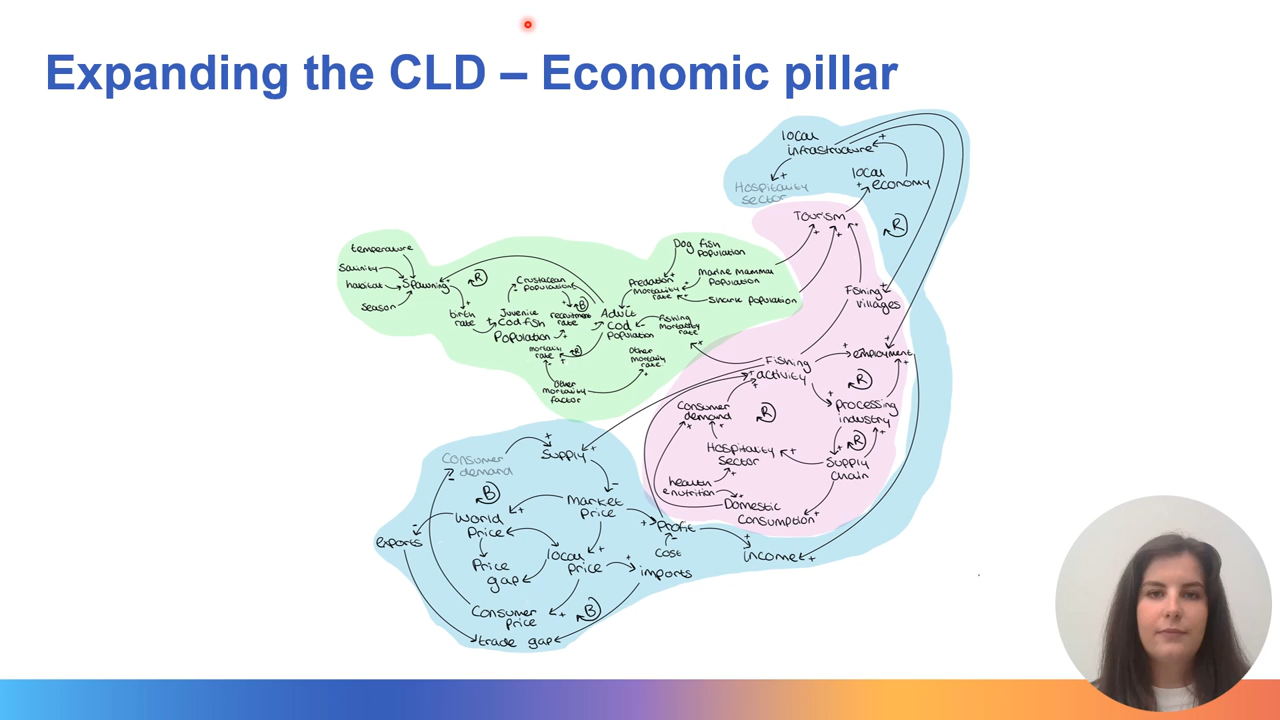 Expanding the CLD – Economic pillar
local
infrastructure
+
Hospitality
sector
+
local
economy
+
Tourism
+
+
+
R
Fishing
villages
+
temperature
Salinity
habitat
Season
Spawning
R
birth
rate
+
Crustacean
Population
Juvenile
Codfish
Population
recruitment
rate
B
Adult
Cod
Population
Predation
Mortality
rate
Dog fish
Population
Marine Mammal
Population
Shark Population
Fishing
Mortality
rate
mortality
rate
R
Other
Mortality
rate
Other
Mortality
factor
Fishing
activity
+
employment
+
R
Processing
industry
+
Consumer
demand
R
R
Hospitality
Sector
+
Supply
chain
health
& nutrition
Domestic
Consumption
+
Consumer
demand
+
Supply
+
B
Market
Price
-
World
Price
+
exports
-
Profit
+
Cost
-
income
+
+
Price
gap
local
Price
+
+
imports
Consumer
Price
+
B
trade gap